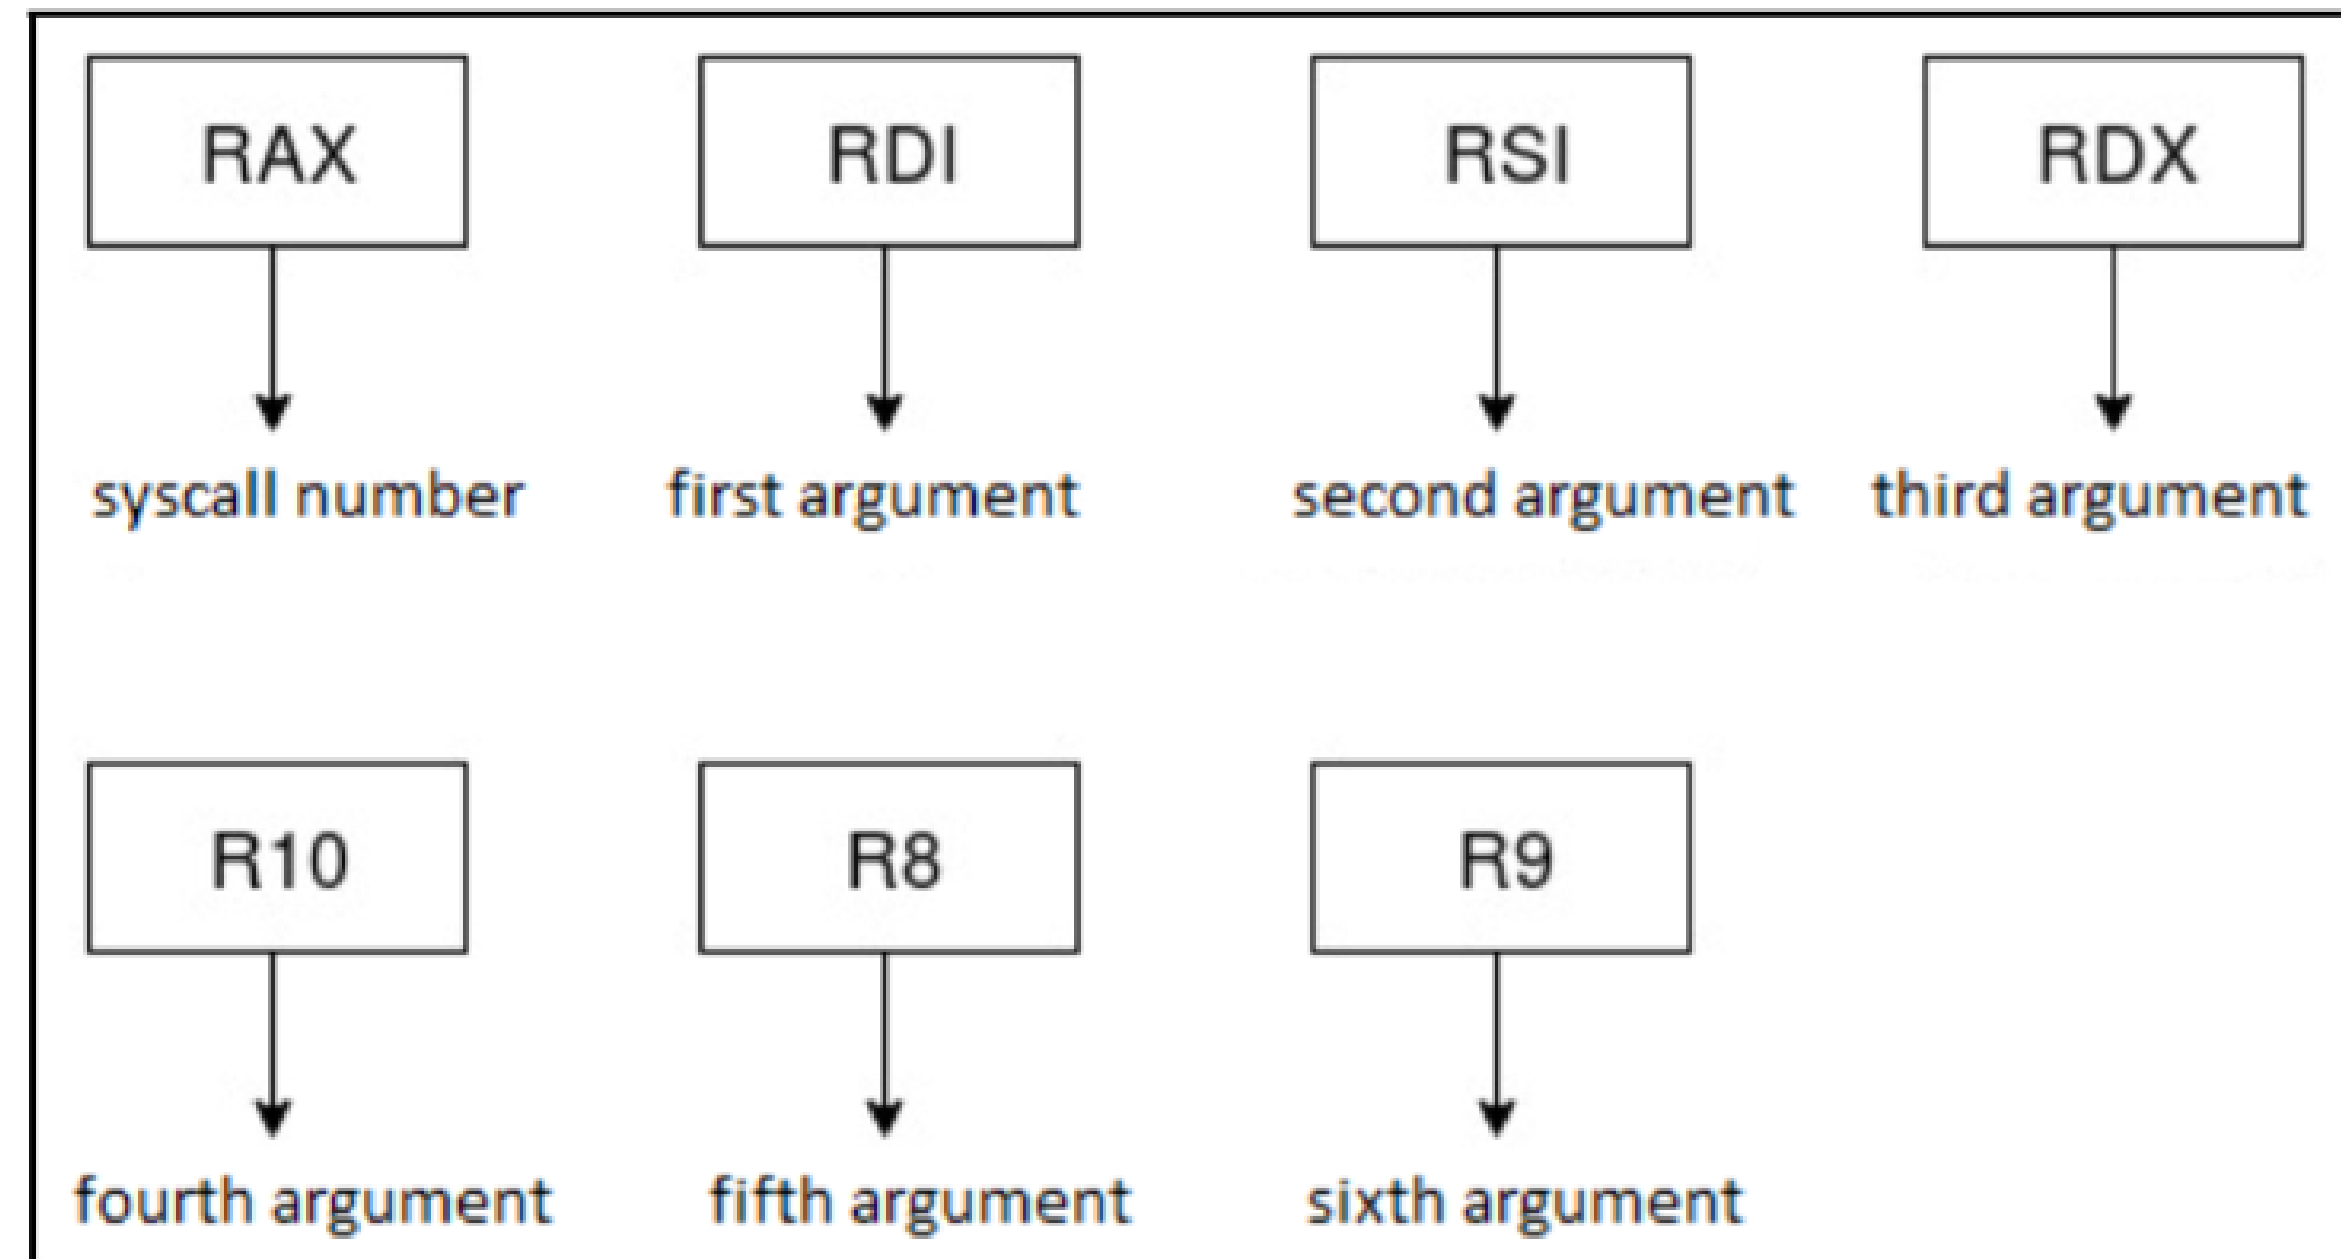 RAX RDI RSI RDX
syscall number first argument second argument third argument
R10 R8 R9
fourth argument fifth argument sixth argument